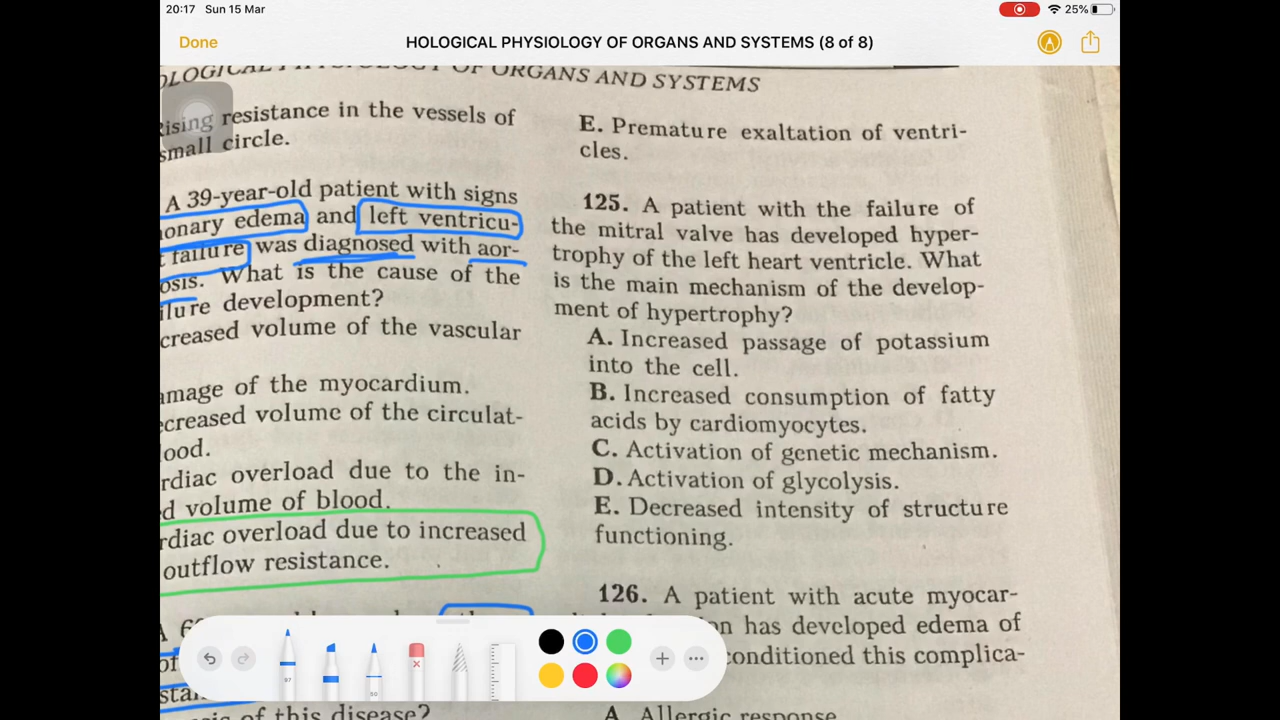 20:17 Sun 15 Mar
25%
Done
HOLOGICAL PHYSIOLOGY OF ORGANS AND SYSTEMS (8 of 8)
OLOGICAL PHYSIOLOGY OF ORGANS AND SYSTEMS
Rising resistance in the vessels of
small circle.
A 39-year-old patient with signs
onary edema and left ventricu-
failure was diagnosed with aor-
osis. What is the cause of the
ilure development?
creased volume of the vascular
amage of the myocardium.
ecreased volume of the circulat-
ood.
rdiac overload due to the in-
d volume of blood.
rdiac overload due to increased
outflow resistance.
of this disease?
E. Premature exaltation of ventri-
cles.
125. A patient with the failure of
the mitral valve has developed hyper-
trophy of the left heart ventricle. What
is the main mechanism of the develop-
ment of hypertrophy?
A. Increased passage of potassium
into the cell.
B. Increased consumption of fatty
acids by cardiomyocytes.
C. Activation of genetic mechanism.
D. Activation of glycolysis.
E. Decreased intensity of structure
functioning.
126. A patient with acute myocar-
on has developed edema of
conditioned this complica-
A. Allergic response
97
50